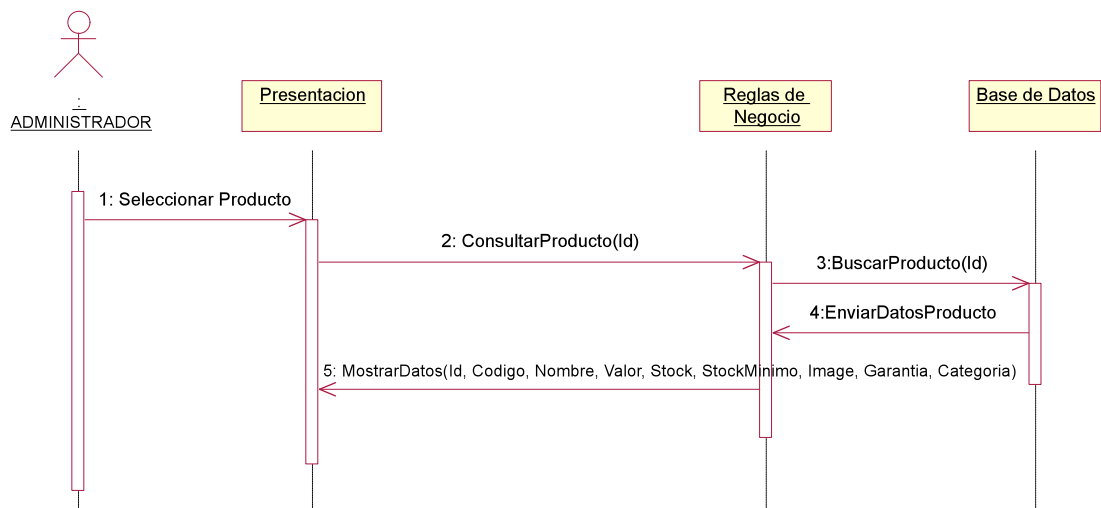 :
ADMINISTRADOR
Presentacion
Reglas de
Negocio
Base de Datos
1: Seleccionar Producto
2: ConsultarProducto(Id)
3:BuscarProducto(Id)
4:EnviarDatosProducto
5: MostrarDatos(Id, Codigo, Nombre, Valor, Stock, StockMinimo, Image, Garantia, Categoria)